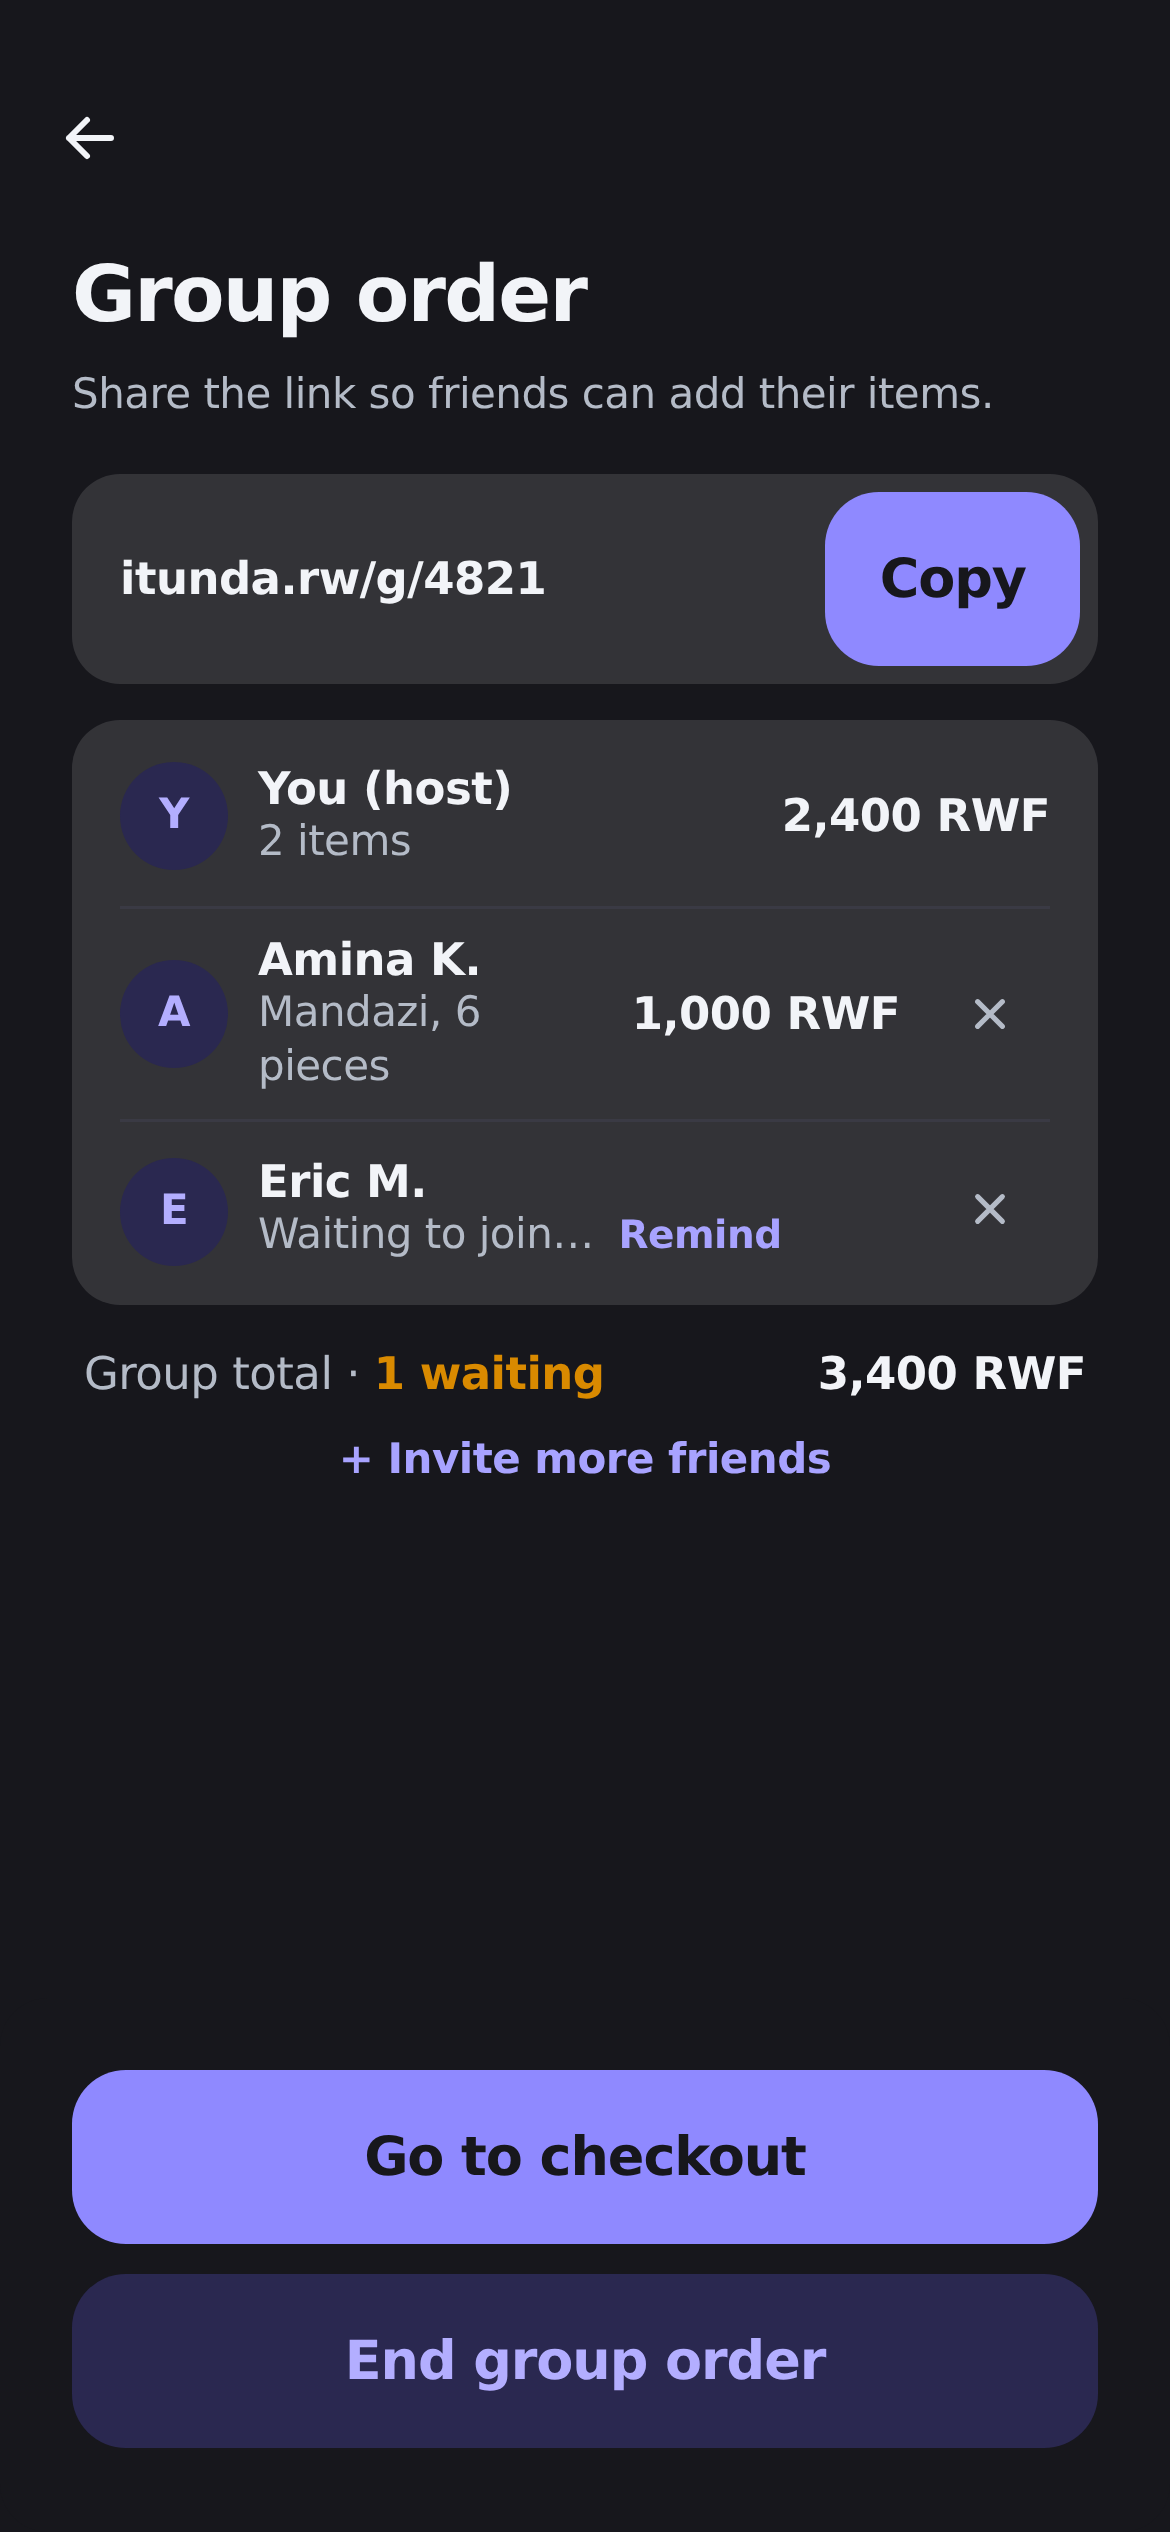 Group order
Share the link so friends can add their items.
itunda.rw/g/4821
Copy
Y
You (host)
2 items
2,400 RWF
A
Amina K.
Mandazi, 6
pieces
1,000 RWF
E
Eric M.
Waiting to join… Remind
Group total · 1 waiting
3,400 RWF
+ Invite more friends
Go to checkout
End group order